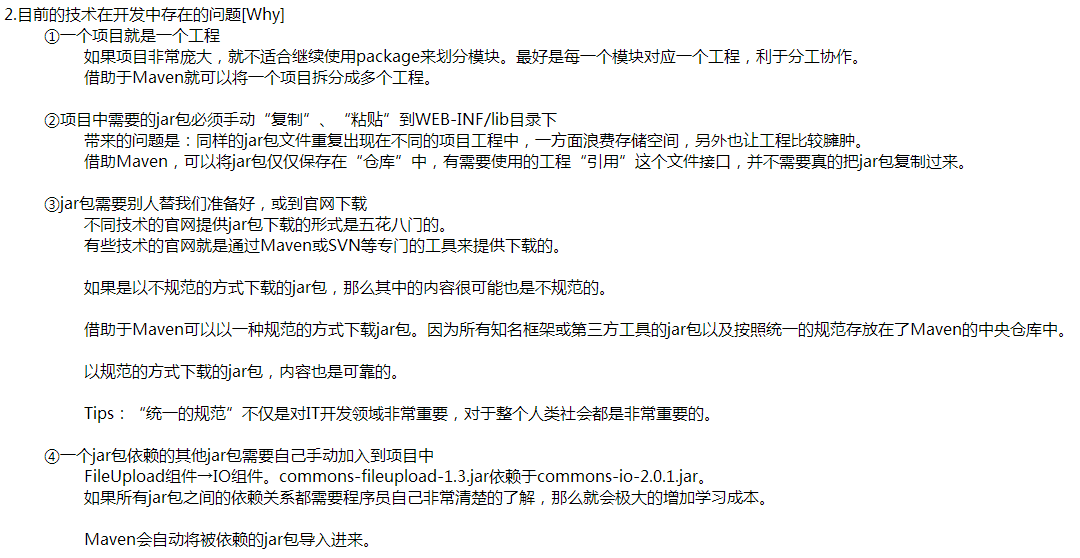 2.目前的技术在开发中存在的问题[Why]
①一个项目就是一个工程
如果项目非常庞大，就不适合继续使用package来划分模块。最好是每一个模块对应一个工程，利于分工协作。
借助于Maven就可以将一个项目拆分成多个工程。
②项目中需要的jar包必须手动“复制”、“粘贴”到WEB-INF/lib目录下
带来的问题是：同样的jar包文件重复出现在不同的项目工程中，一方面浪费存储空间，另外也让工程比较臃肿。
借助Maven，可以将jar包仅仅保存在“仓库”中，有需要使用的工程“引用”这个文件接口，并不需要真的把jar包复制过来。
③jar包需要别人替我们准备好，或到官网下载
不同技术的官网提供jar包下载的形式是五花八门的。
有些技术的官网就是通过Maven或SVN等专门的工具来提供下载的。
如果是以不规范的方式下载的jar包，那么其中的内容很可能也是不规范的。
借助于Maven可以以一种规范的方式下载jar包。因为所有知名框架或第三方工具的jar包以及按照统一的规范存放在了Maven的中央仓库中。
以规范的方式下载的jar包，内容也是可靠的。
Tips：“统一的规范”不仅是对IT开发领域非常重要，对于整个人类社会都是非常重要的。
④一个jar包依赖的其他jar包需要自己手动加入到项目中
FileUpload组件→IO组件。commons-fileupload-1.3.jar依赖于commons-io-2.0.1.jar。
如果所有jar包之间的依赖关系都需要程序员自己非常清楚的了解，那么就会极大的增加学习成本。
Maven会自动将被依赖的jar包导入进来。